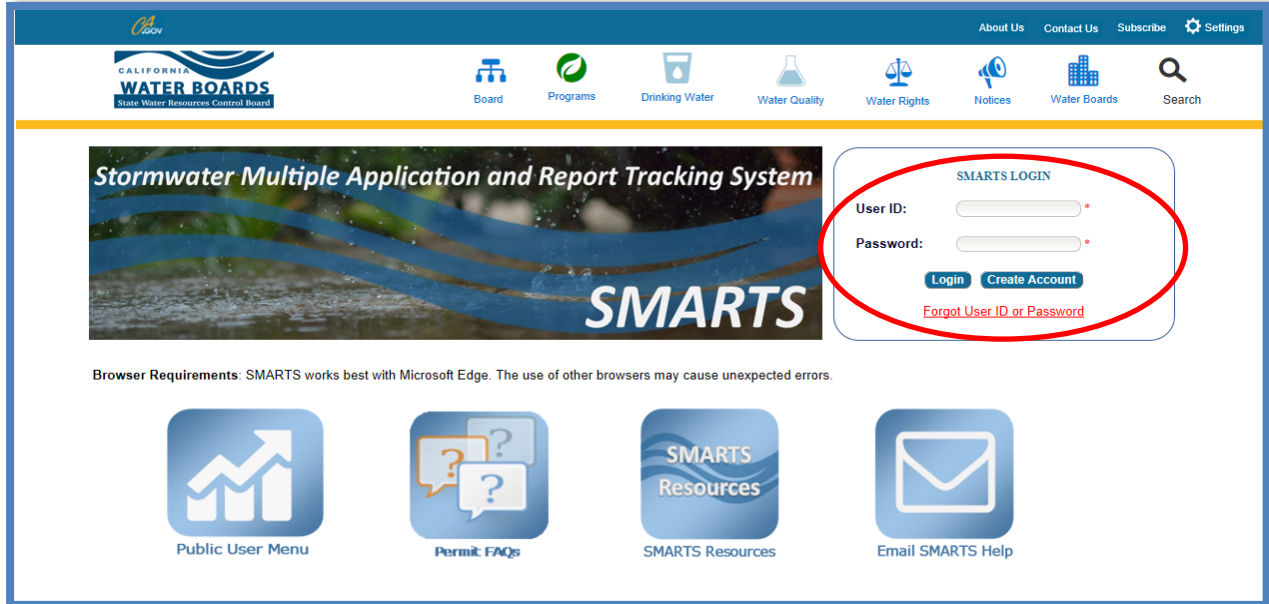 CA.GOV
About Us Contact Us Subscribe Settings
CALIFORNIA
WATER BOARDS
State Water Resources Control Board
Board Programs Drinking Water Water Quality Water Rights Notices Water Boards Search
Stormwater Multiple Application and Report Tracking System
SMARTS
SMARTS LOGIN
User ID: *
Password: *
Login Create Account
Forgot User ID or Password
Browser Requirements: SMARTS works best with Microsoft Edge. The use of other browsers may cause unexpected errors.
? ? ?
SMARTS
Resources
Public User Menu Permit FAQs SMARTS Resources Email SMARTS Help